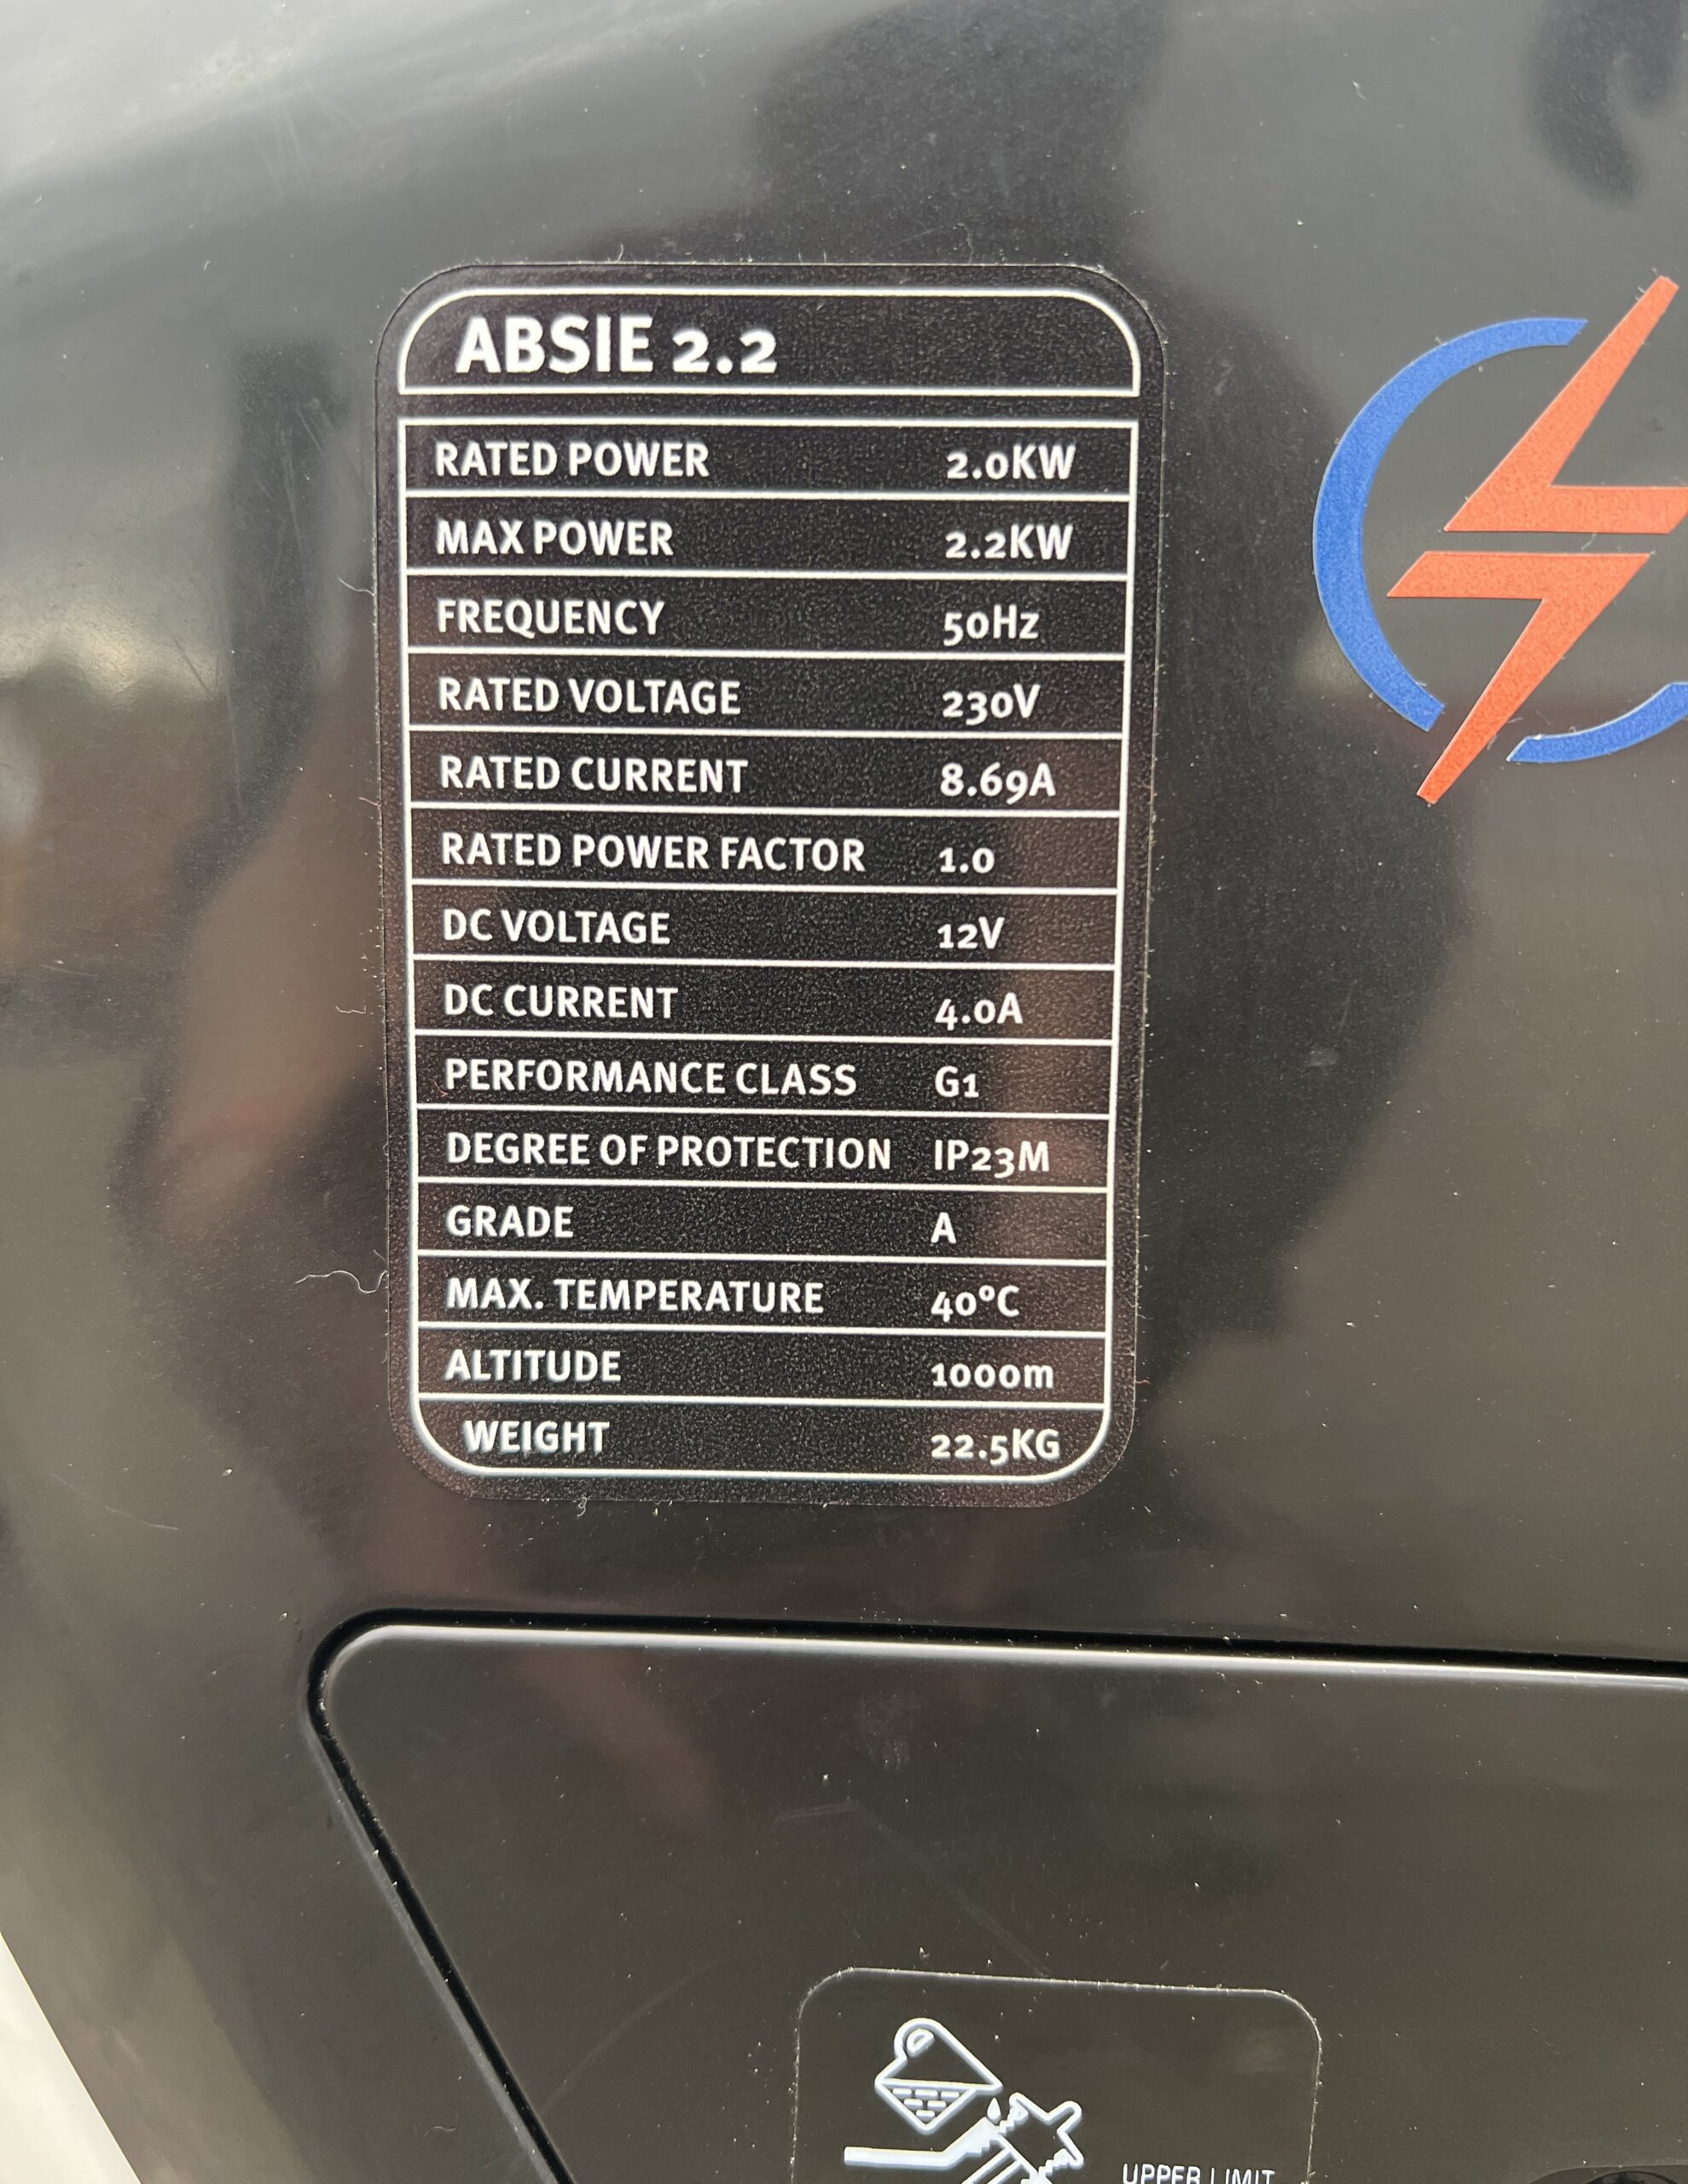 ABSIE 2.2
RATED POWER 2.0KW
MAX POWER 2.2KW
FREQUENCY 50Hz
RATED VOLTAGE 230V
RATED CURRENT 8.69A
RATED POWER FACTOR 1.0
DC VOLTAGE 12V
DC CURRENT 4.0A
PERFORMANCE CLASS G1
DEGREE OF PROTECTION IP23M
GRADE A
MAX. TEMPERATURE 40°C
ALTITUDE 1000m
WEIGHT 22.5KG
UPPER LIMIT